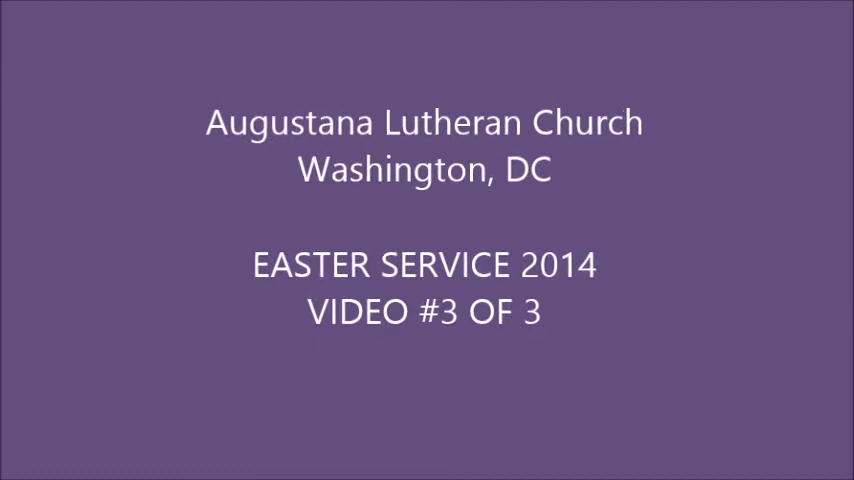 Augustana Lutheran Church
Washington, DC
EASTER SERVICE 2014
VIDEO #3 OF 3